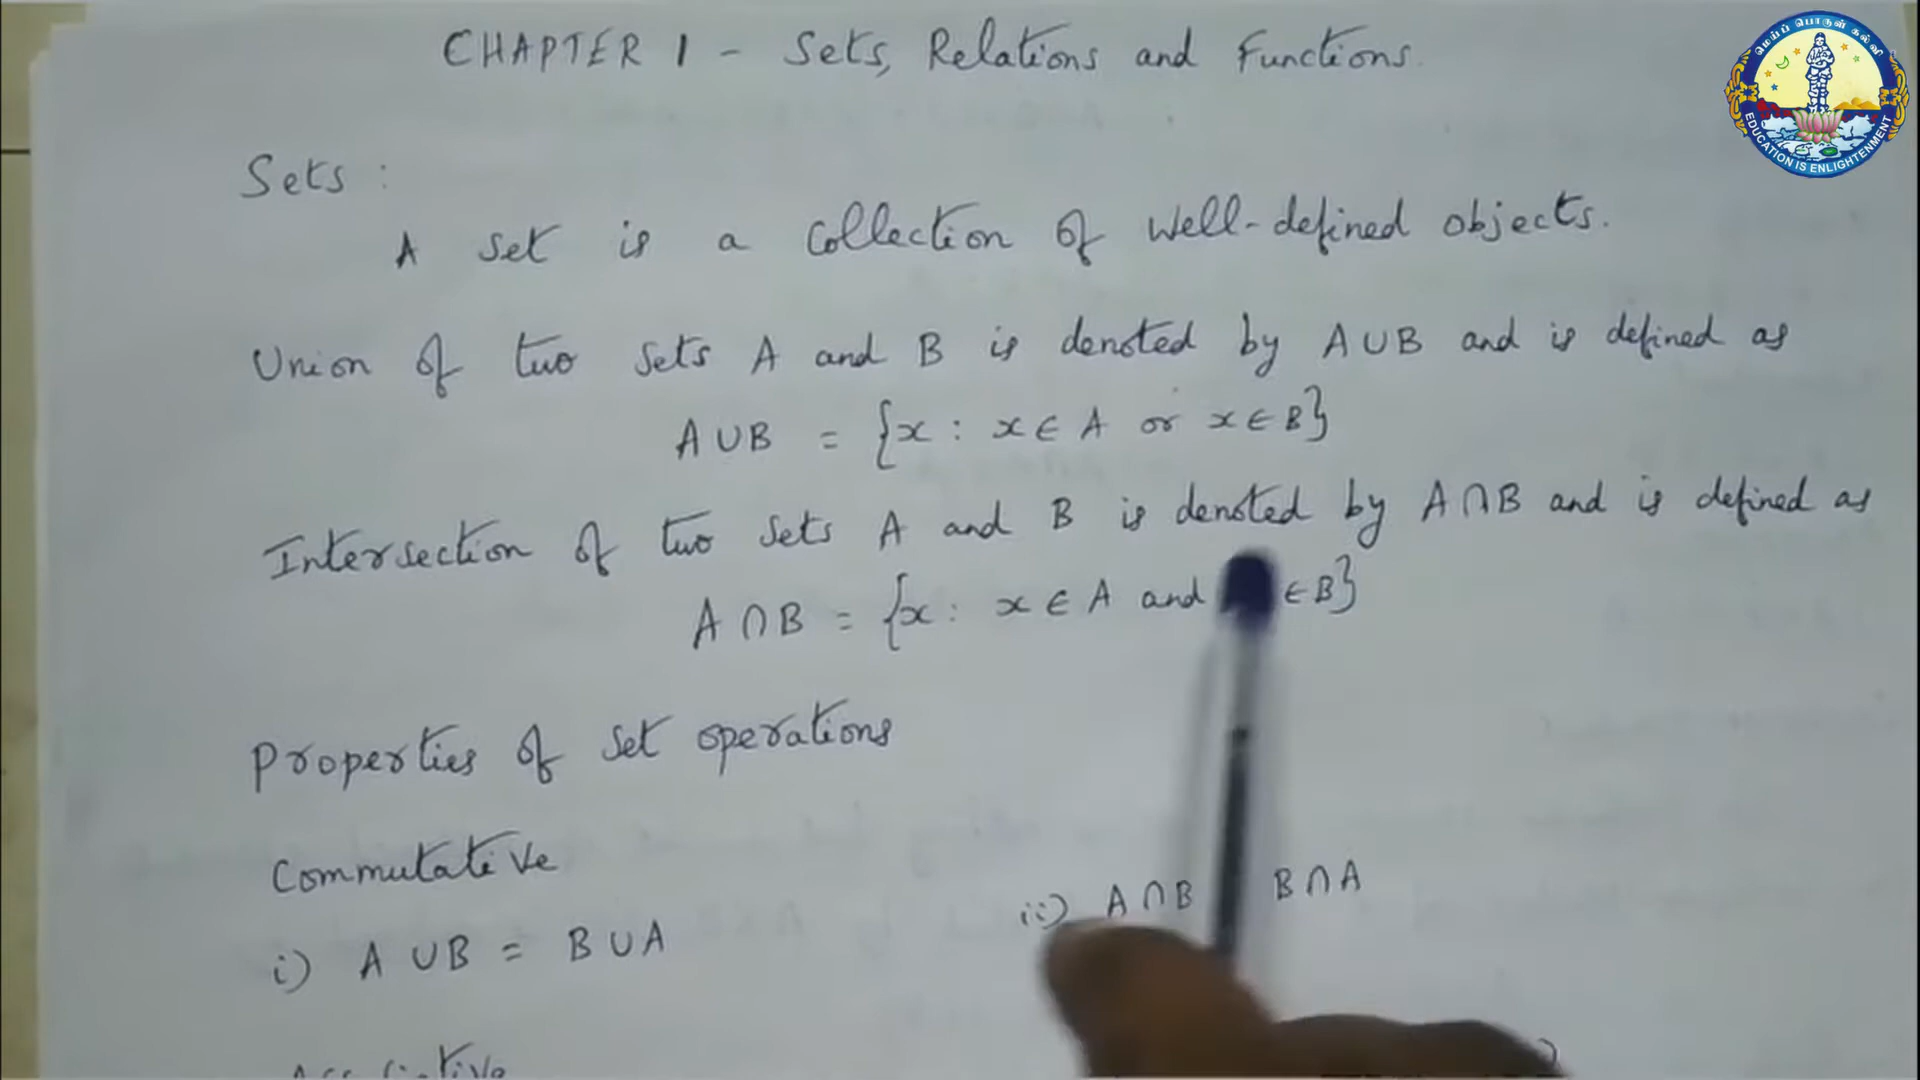 CHAPTER 1 - Sets, Relations and Functions.
மெய்ப் பொருள் கல்வி
EDUCATION IS ENLIGHTENMENT
Sets :
A set is a collection of well-defined objects.
Union of two sets A and B is denoted by A∪B and is defined as
A∪B = {x : x∈A or x∈B}
Intersection of two sets A and B is denoted by A∩B and is defined as
A∩B = {x : x∈A and ∈B}
Properties of set operations
Commutative
i) A∪B = B∪A
ii) A∩B B∩A